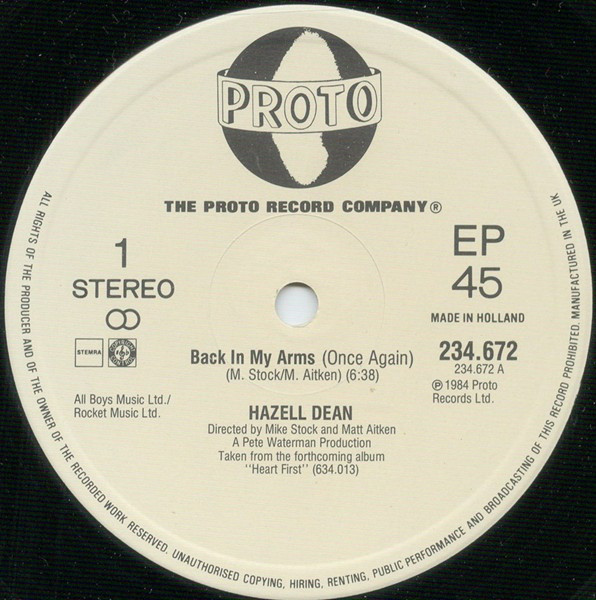 PROTO
THE PROTO RECORD COMPANY®
1
STEREO
STEMRA
EP
45
MADE IN HOLLAND
234.672
234.672 A
℗ 1984 Proto
Records Ltd.
Back In My Arms (Once Again)
(M. Stock/M. Aitken) (6:38)
All Boys Music Ltd./
Rocket Music Ltd.
HAZELL DEAN
Directed by Mike Stock and Matt Aitken
A Pete Waterman Production
Taken from the forthcoming album
"Heart First" (634.013)
ALL RIGHTS OF THE PRODUCER AND OF THE OWNER OF THE RECORDED WORK RESERVED. UNAUTHORISED COPYING, HIRING, RENTING, PUBLIC PERFORMANCE AND BROADCASTING OF THIS RECORD PROHIBITED. MANUFACTURED IN THE UK